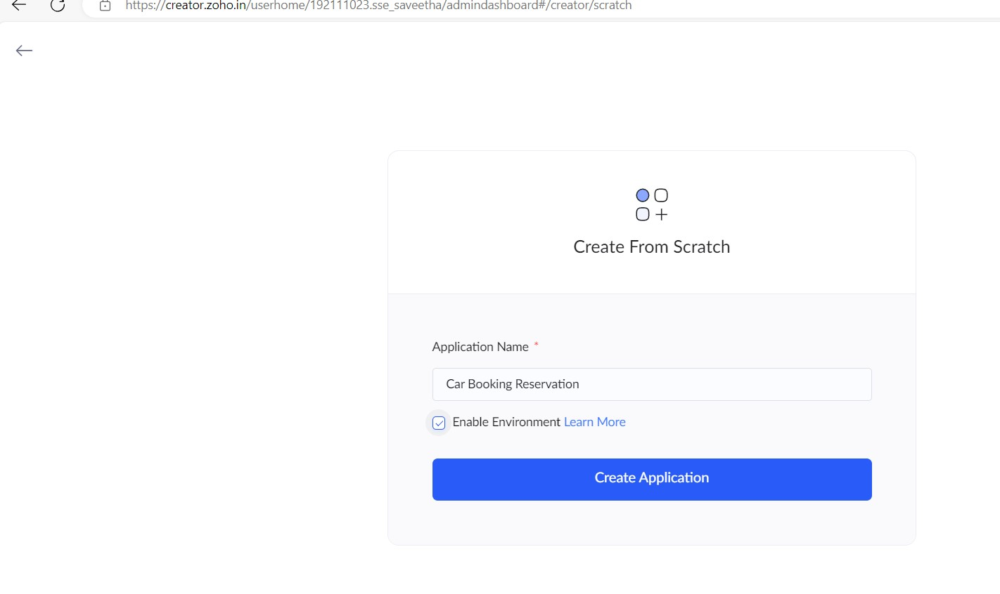 https://creator.zoho.in/userhome/192111023.sse_saveetha/admindashboard#/creator/scratch
Create From Scratch
Application Name *
Car Booking Reservation
Enable Environment Learn More
Create Application